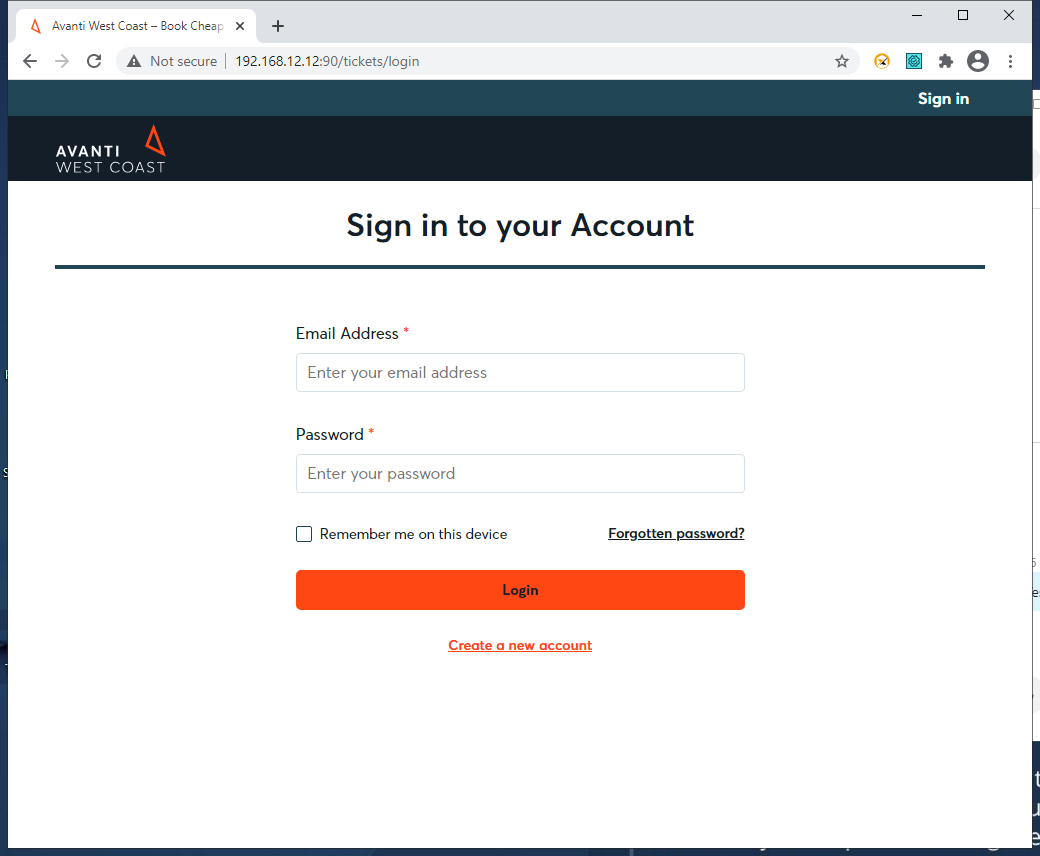 Avanti West Coast – Book Cheap
Not secure
192.168.12.12:90/tickets/login
Sign in
AVANTI
WEST COAST
Sign in to your Account
Email Address *
Enter your email address
Password *
Enter your password
Remember me on this device
Forgotten password?
Login
Create a new account